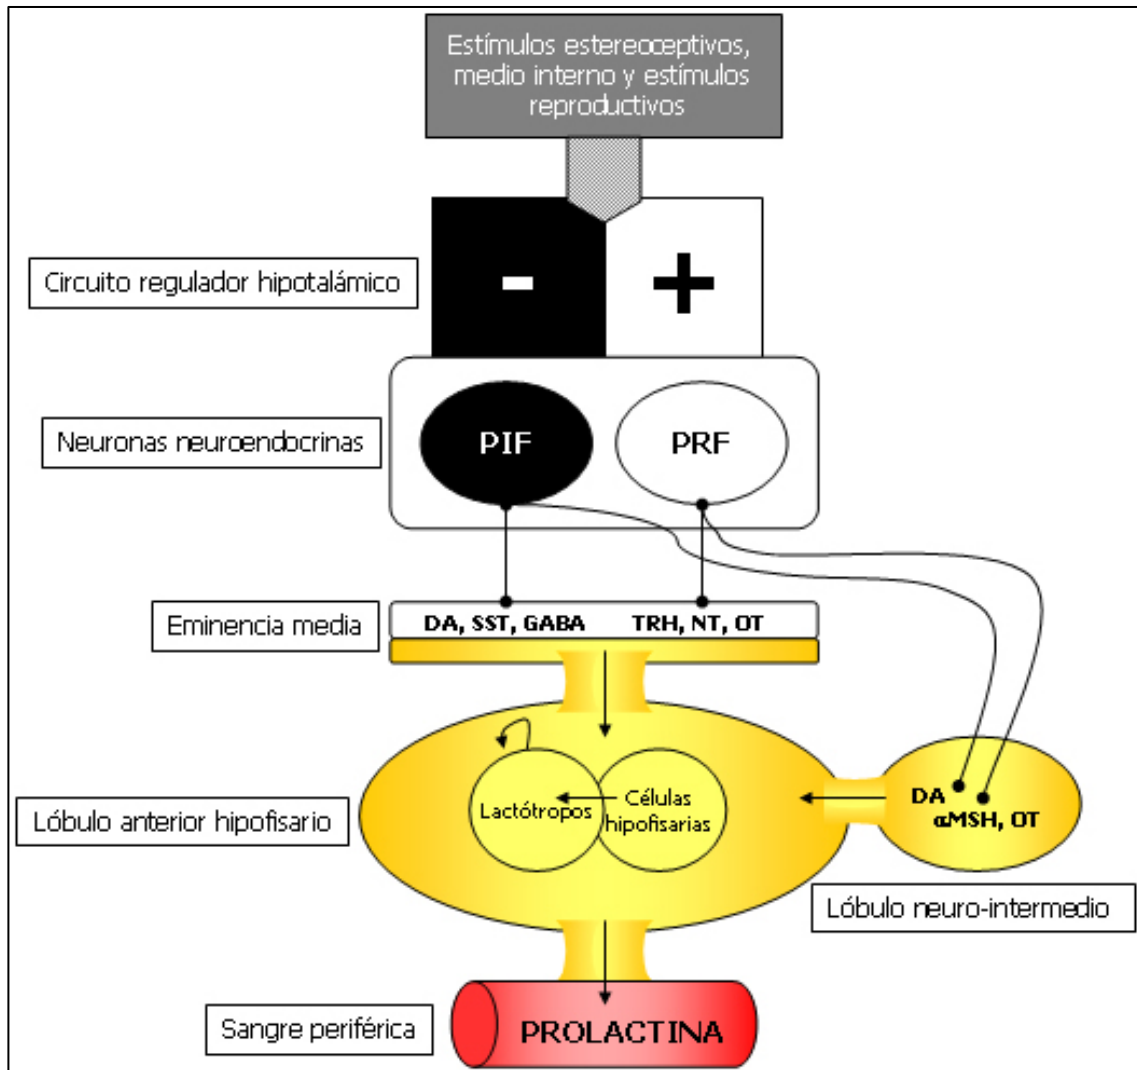 Estímulos estereoceptivos,
medio interno y estímulos
reproductivos
Circuito regulador hipotalámico
-
+
Neuronas neuroendocrinas
PIF
PRF
Eminencia media
DA, SST, GABA
TRH, NT, OT
Lóbulo anterior hipofisario
Lactótropos
Células
hipofisarias
DA
αMSH, OT
Lóbulo neuro-intermedio
Sangre periférica
PROLACTINA